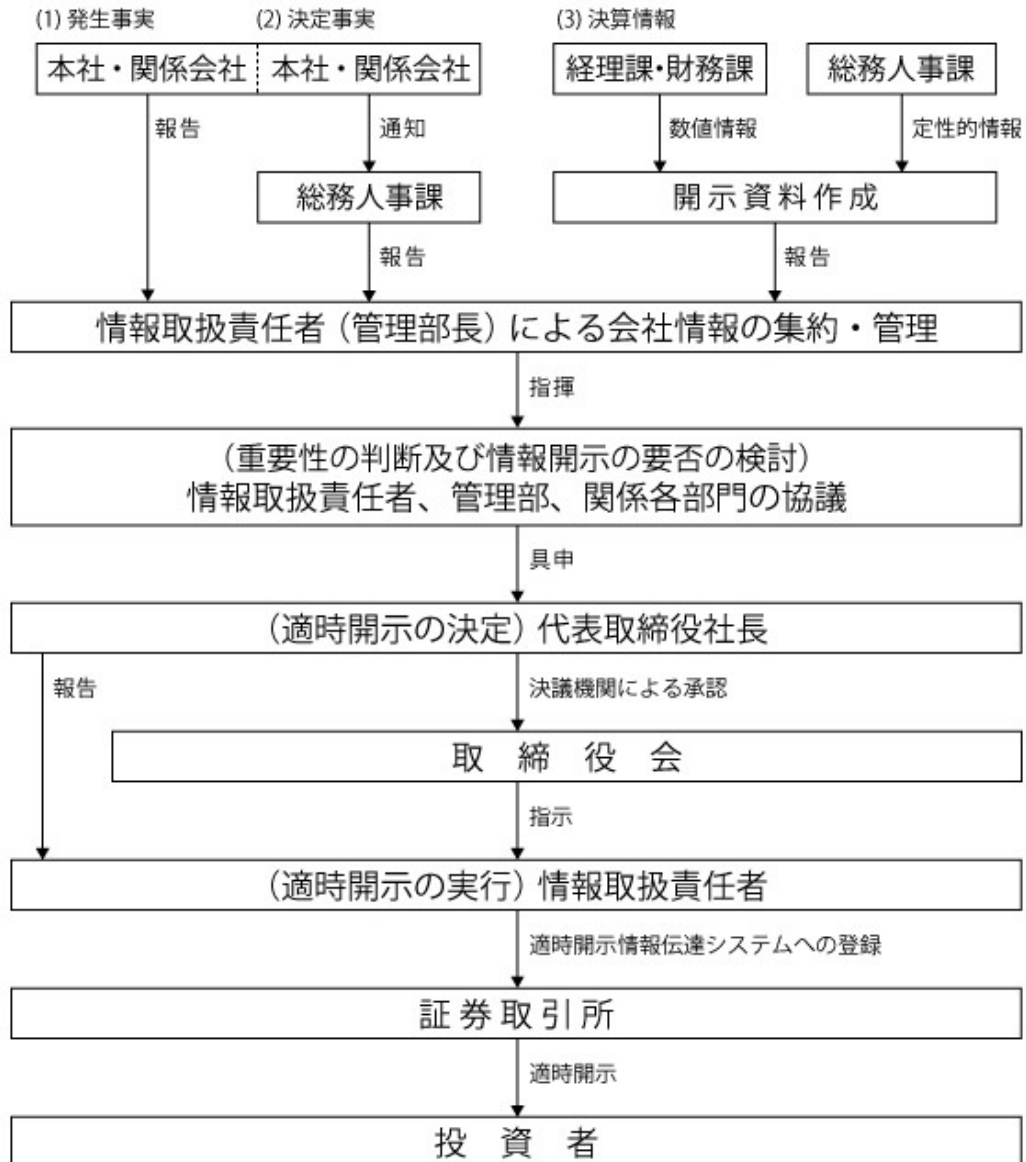 (1) 発生事実
(2) 決定事実
(3) 決算情報
本社・関係会社
本社・関係会社
経理課・財務課
総務人事課
報告
通知
数値情報
定性的情報
総務人事課
開示資料作成
報告
報告
情報取扱責任者(管理部長)による会社情報の集約・管理
指揮
(重要性の判断及び情報開示の要否の検討)
情報取扱責任者、管理部、関係各部門の協議
具申
(適時開示の決定)代表取締役社長
報告
決議機関による承認
取締役会
指示
(適時開示の実行)情報取扱責任者
適時開示情報伝達システムへの登録
証券取引所
適時開示
投資者